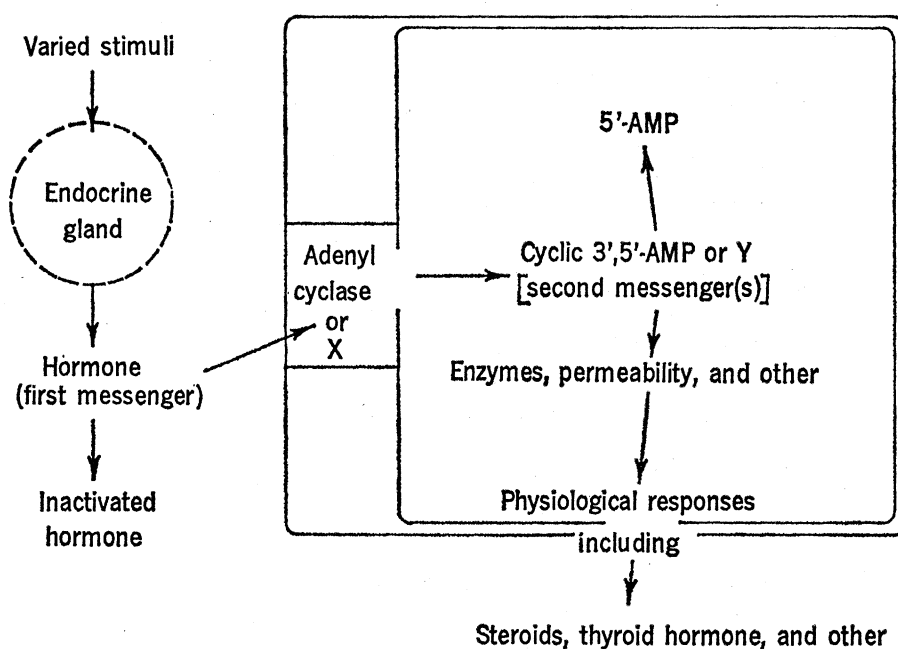 Varied stimuli
Endocrine
gland
Hormone
(first messenger)
Inactivated
hormone
Adenyl
cyclase
or
X
5'-AMP
Cyclic 3',5'-AMP or Y
[second messenger(s)]
Enzymes, permeability, and other
Physiological responses
including
Steroids, thyroid hormone, and other